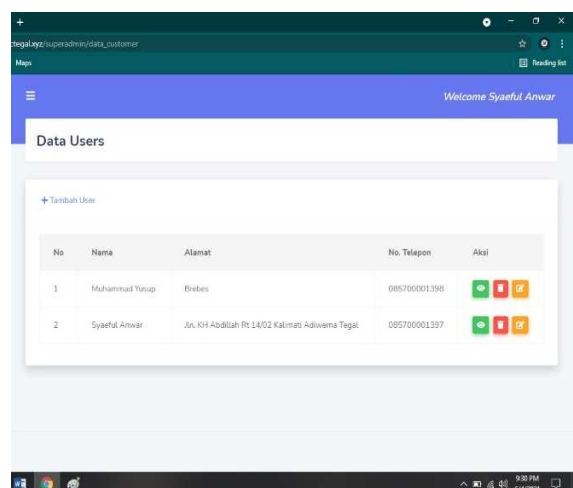 tegal.xyz/superadmin/data_customer
Maps
Reading list
Welcome Syaeful Anwar
Data Users
+ Tambah User
No Nama Alamat No. Telepon Aksi
1 Muhammad Yusup Brebes 085700001398
2 Syaeful Anwar Jln. KH Abdillah Rt 14/02 Kalimati Adiwerna Tegal 085700001397
9:30 PM